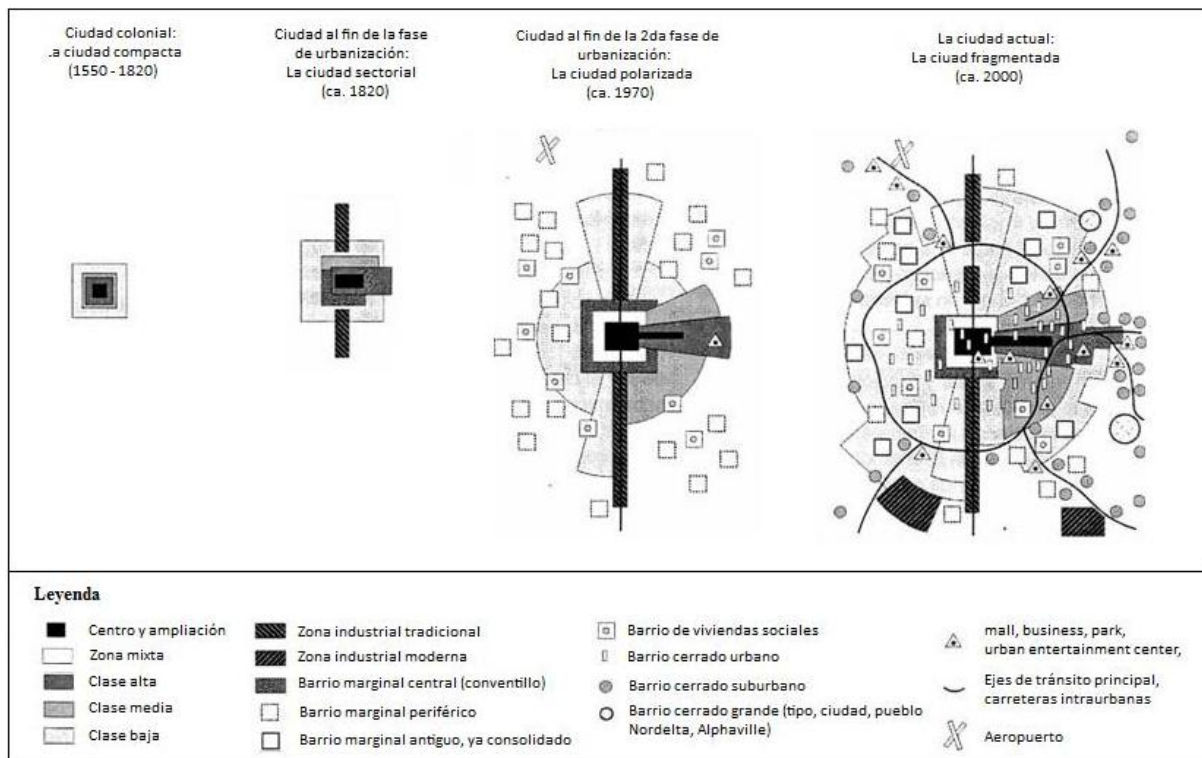 Ciudad colonial:
.a ciudad compacta
(1550 - 1820)
Ciudad al fin de la fase
de urbanización:
La ciudad sectorial
(ca. 1820)
Ciudad al fin de la 2da fase de
urbanización:
La ciudad polarizada
(ca. 1970)
La ciudad actual:
La ciuad fragmentada
(ca. 2000)
Leyenda
Centro y ampliación
Zona mixta
Clase alta
Clase media
Clase baja
Zona industrial tradicional
Zona industrial moderna
Barrio marginal central (conventillo)
Barrio marginal periférico
Barrio marginal antiguo, ya consolidado
Barrio de viviendas sociales
Barrio cerrado urbano
Barrio cerrado suburbano
Barrio cerrado grande (tipo, ciudad, pueblo
Nordelta, Alphaville)
mall, business, park,
urban entertainment center,
Ejes de tránsito principal,
carreteras intraurbanas
Aeropuerto